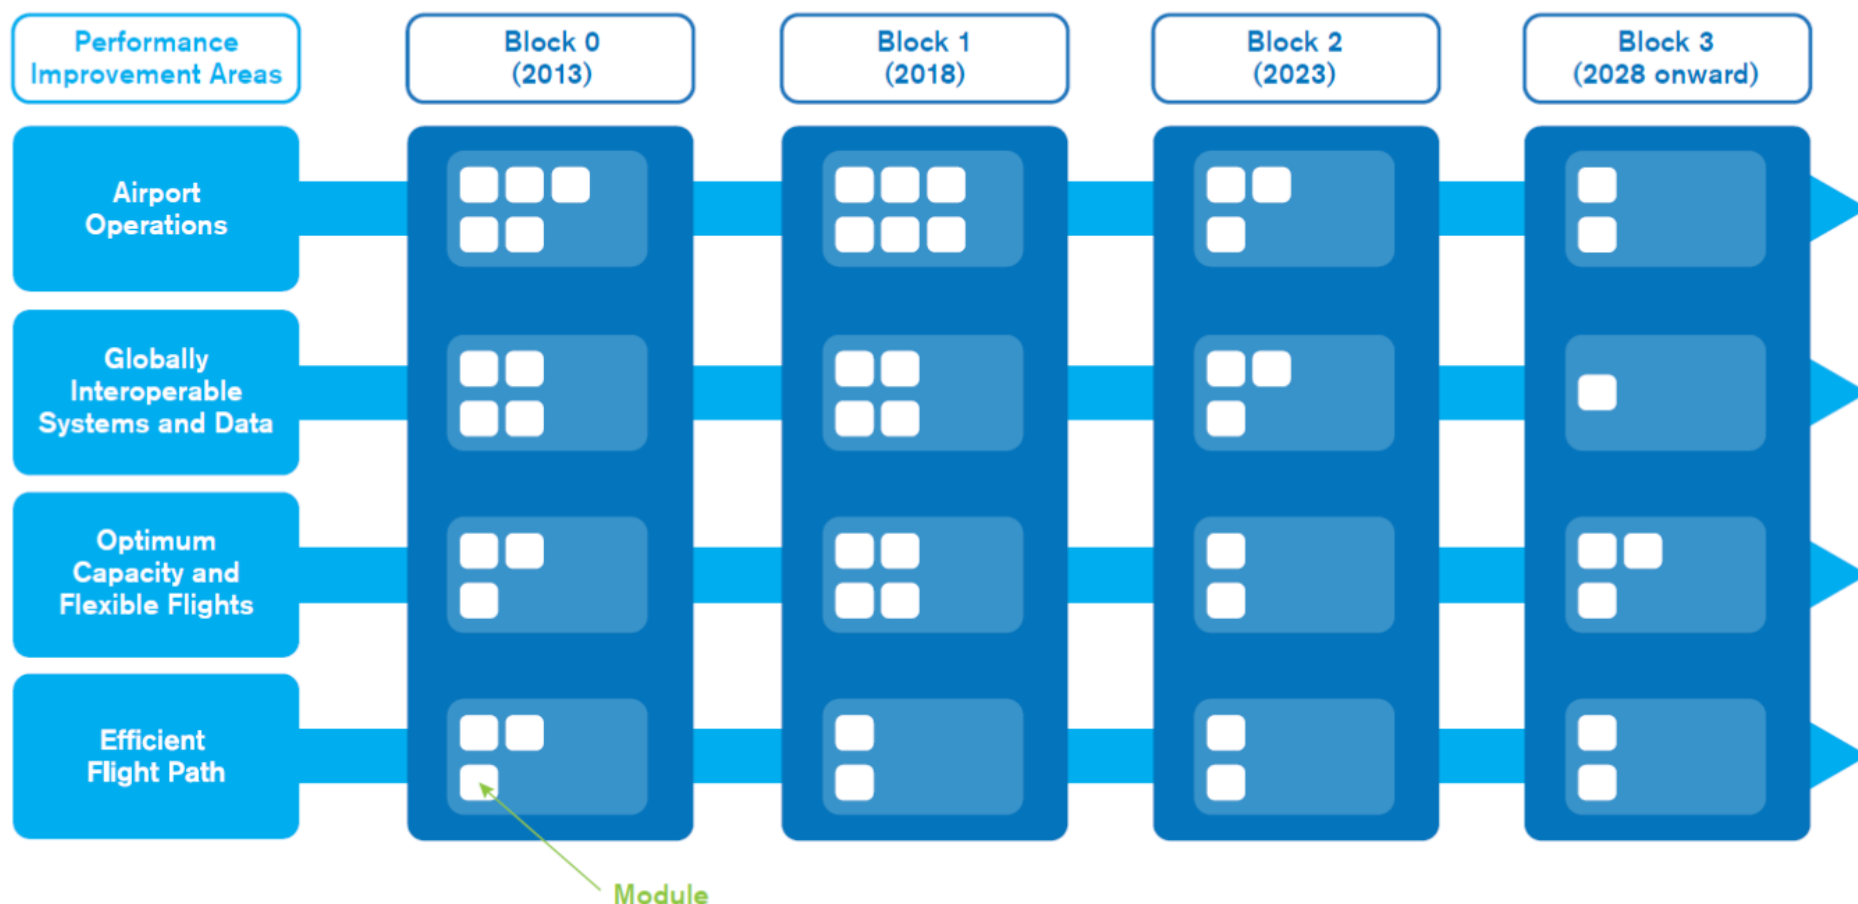 Performance
Improvement Areas
Block 0
(2013)
Block 1
(2018)
Block 2
(2023)
Block 3
(2028 onward)
Airport
Operations
Globally
Interoperable
Systems and Data
Optimum
Capacity and
Flexible Flights
Efficient
Flight Path
Module